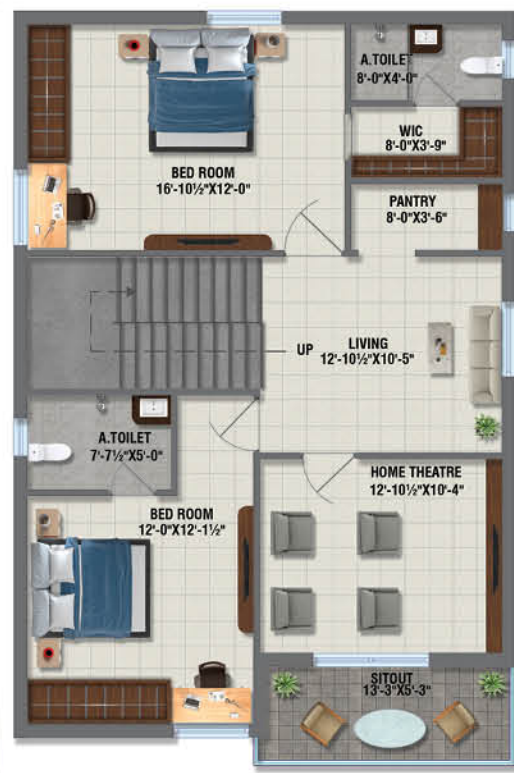 A.TOILET
8'-0"X4'-0"
WIC
8'-0"X3'-9"
BED ROOM
16'-10½"X12'-0"
PANTRY
8'-0"X3'-6"
UP
LIVING
12'-10½"X10'-5"
A.TOILET
7'-7½"X5'-0"
HOME THEATRE
12'-10½"X10'-4"
BED ROOM
12'-0"X12'-1½"
SITOUT
13'-3"X5'-3"